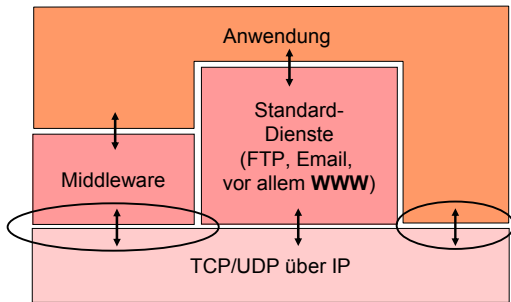 Anwendung
Standard-
Dienste
(FTP, Email,
vor allem WWW)
Middleware
TCP/UDP über IP